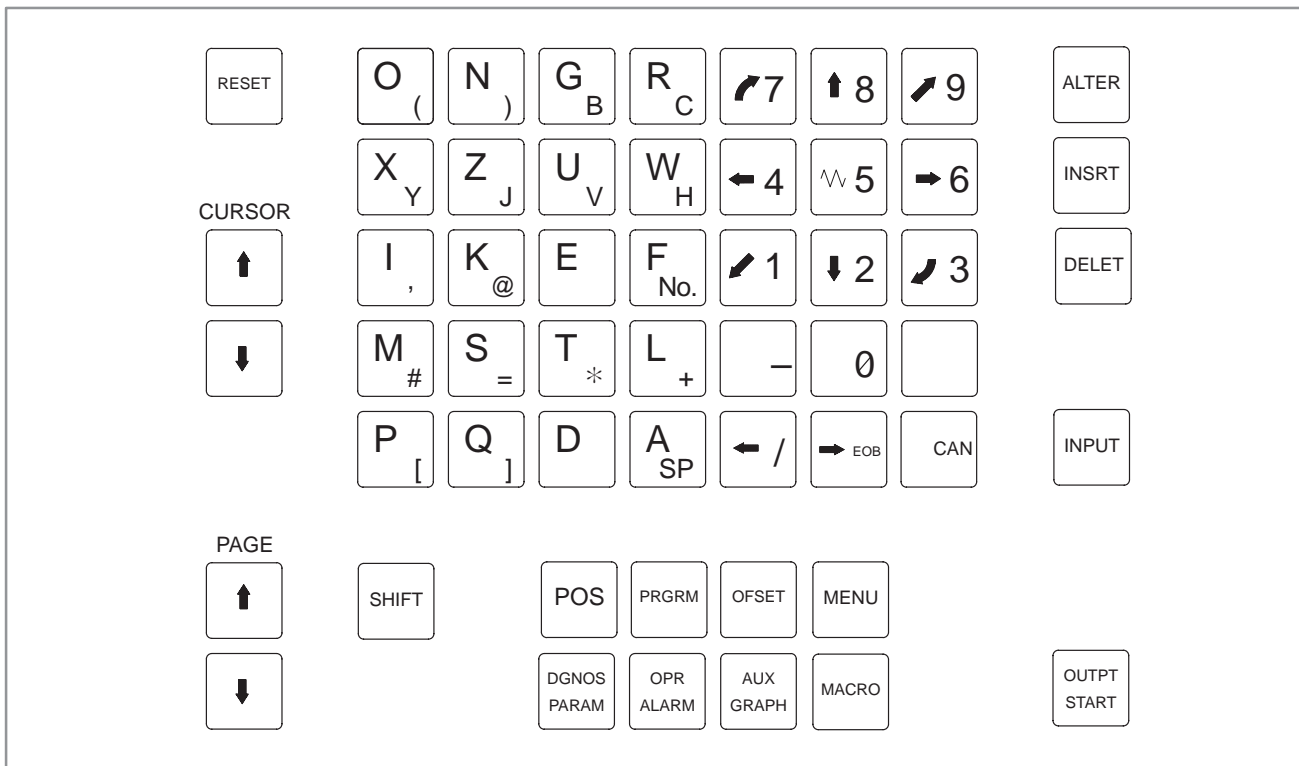 RESET
O ( N ) G B R C 7 8 9
ALTER
X Y Z J U V W H 4 5 6
INSRT
CURSOR
I , K @ E F No. 1 2 3
DELET
M # S = T * L + – 0
P [ Q ] D A SP / EOB CAN
INPUT
PAGE
SHIFT
POS PRGRM OFSET MENU
DGNOS PARAM
OPR ALARM
AUX GRAPH
MACRO
OUTPT START